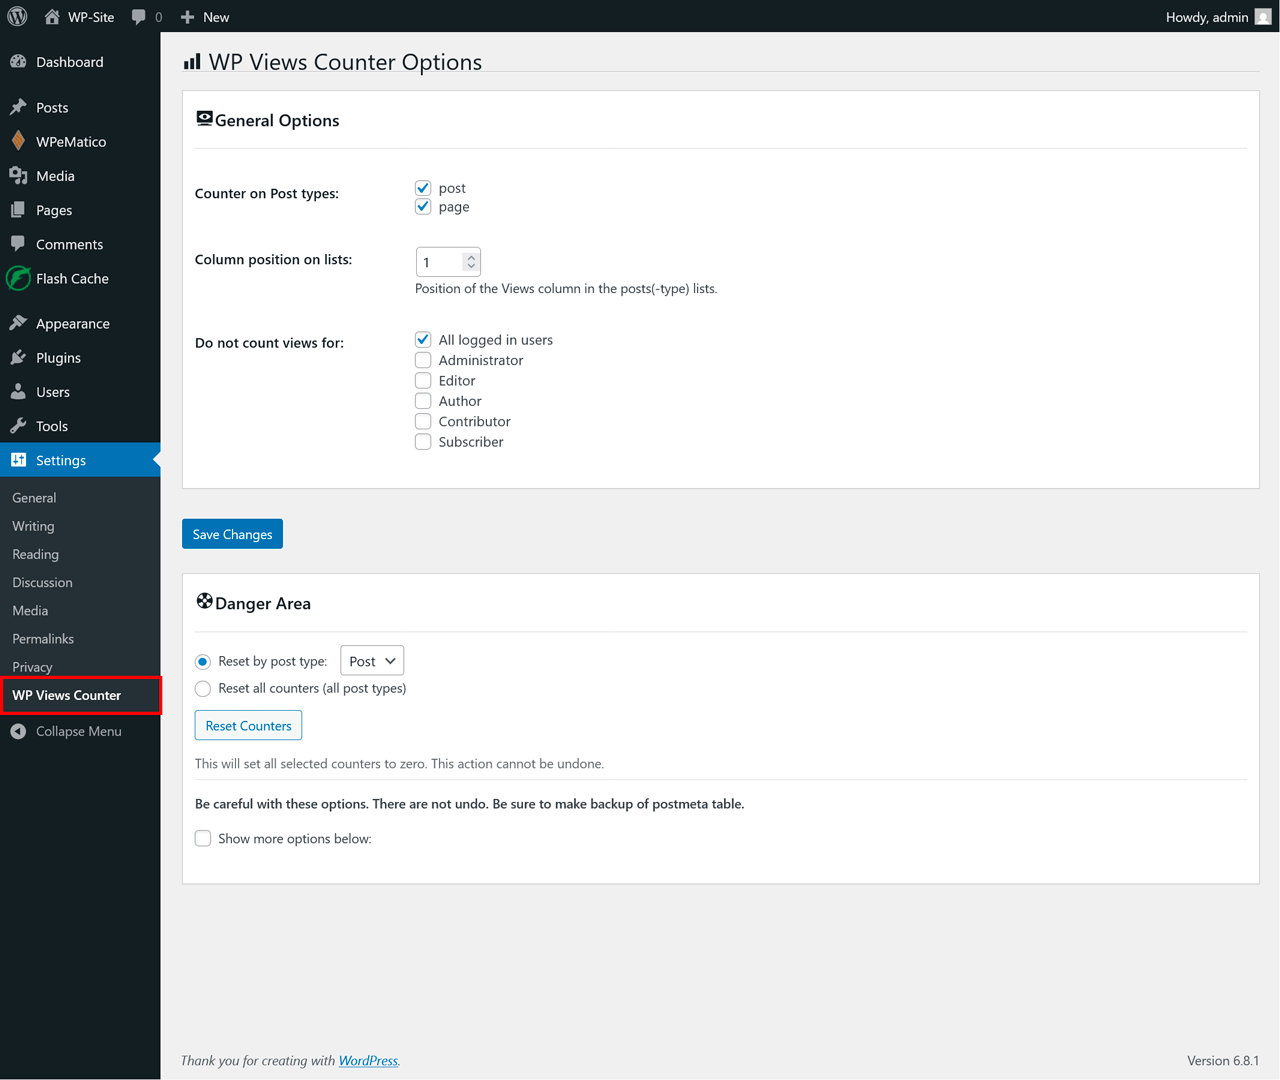 WP-Site 0 New Howdy, admin
Dashboard
Posts
WPeMatico
Media
Pages
Comments
Flash Cache
Appearance
Plugins
Users
Tools
Settings
General
Writing
Reading
Discussion
Media
Permalinks
Privacy
WP Views Counter
Collapse Menu
WP Views Counter Options
General Options
Counter on Post types:
post
page
Column position on lists:
1
Position of the Views column in the posts(-type) lists.
Do not count views for:
All logged in users
Administrator
Editor
Author
Contributor
Subscriber
Save Changes
Danger Area
Reset by post type: Post
Reset all counters (all post types)
Reset Counters
This will set all selected counters to zero. This action cannot be undone.
Be careful with these options. There are not undo. Be sure to make backup of postmeta table.
Show more options below:
Thank you for creating with WordPress. Version 6.8.1